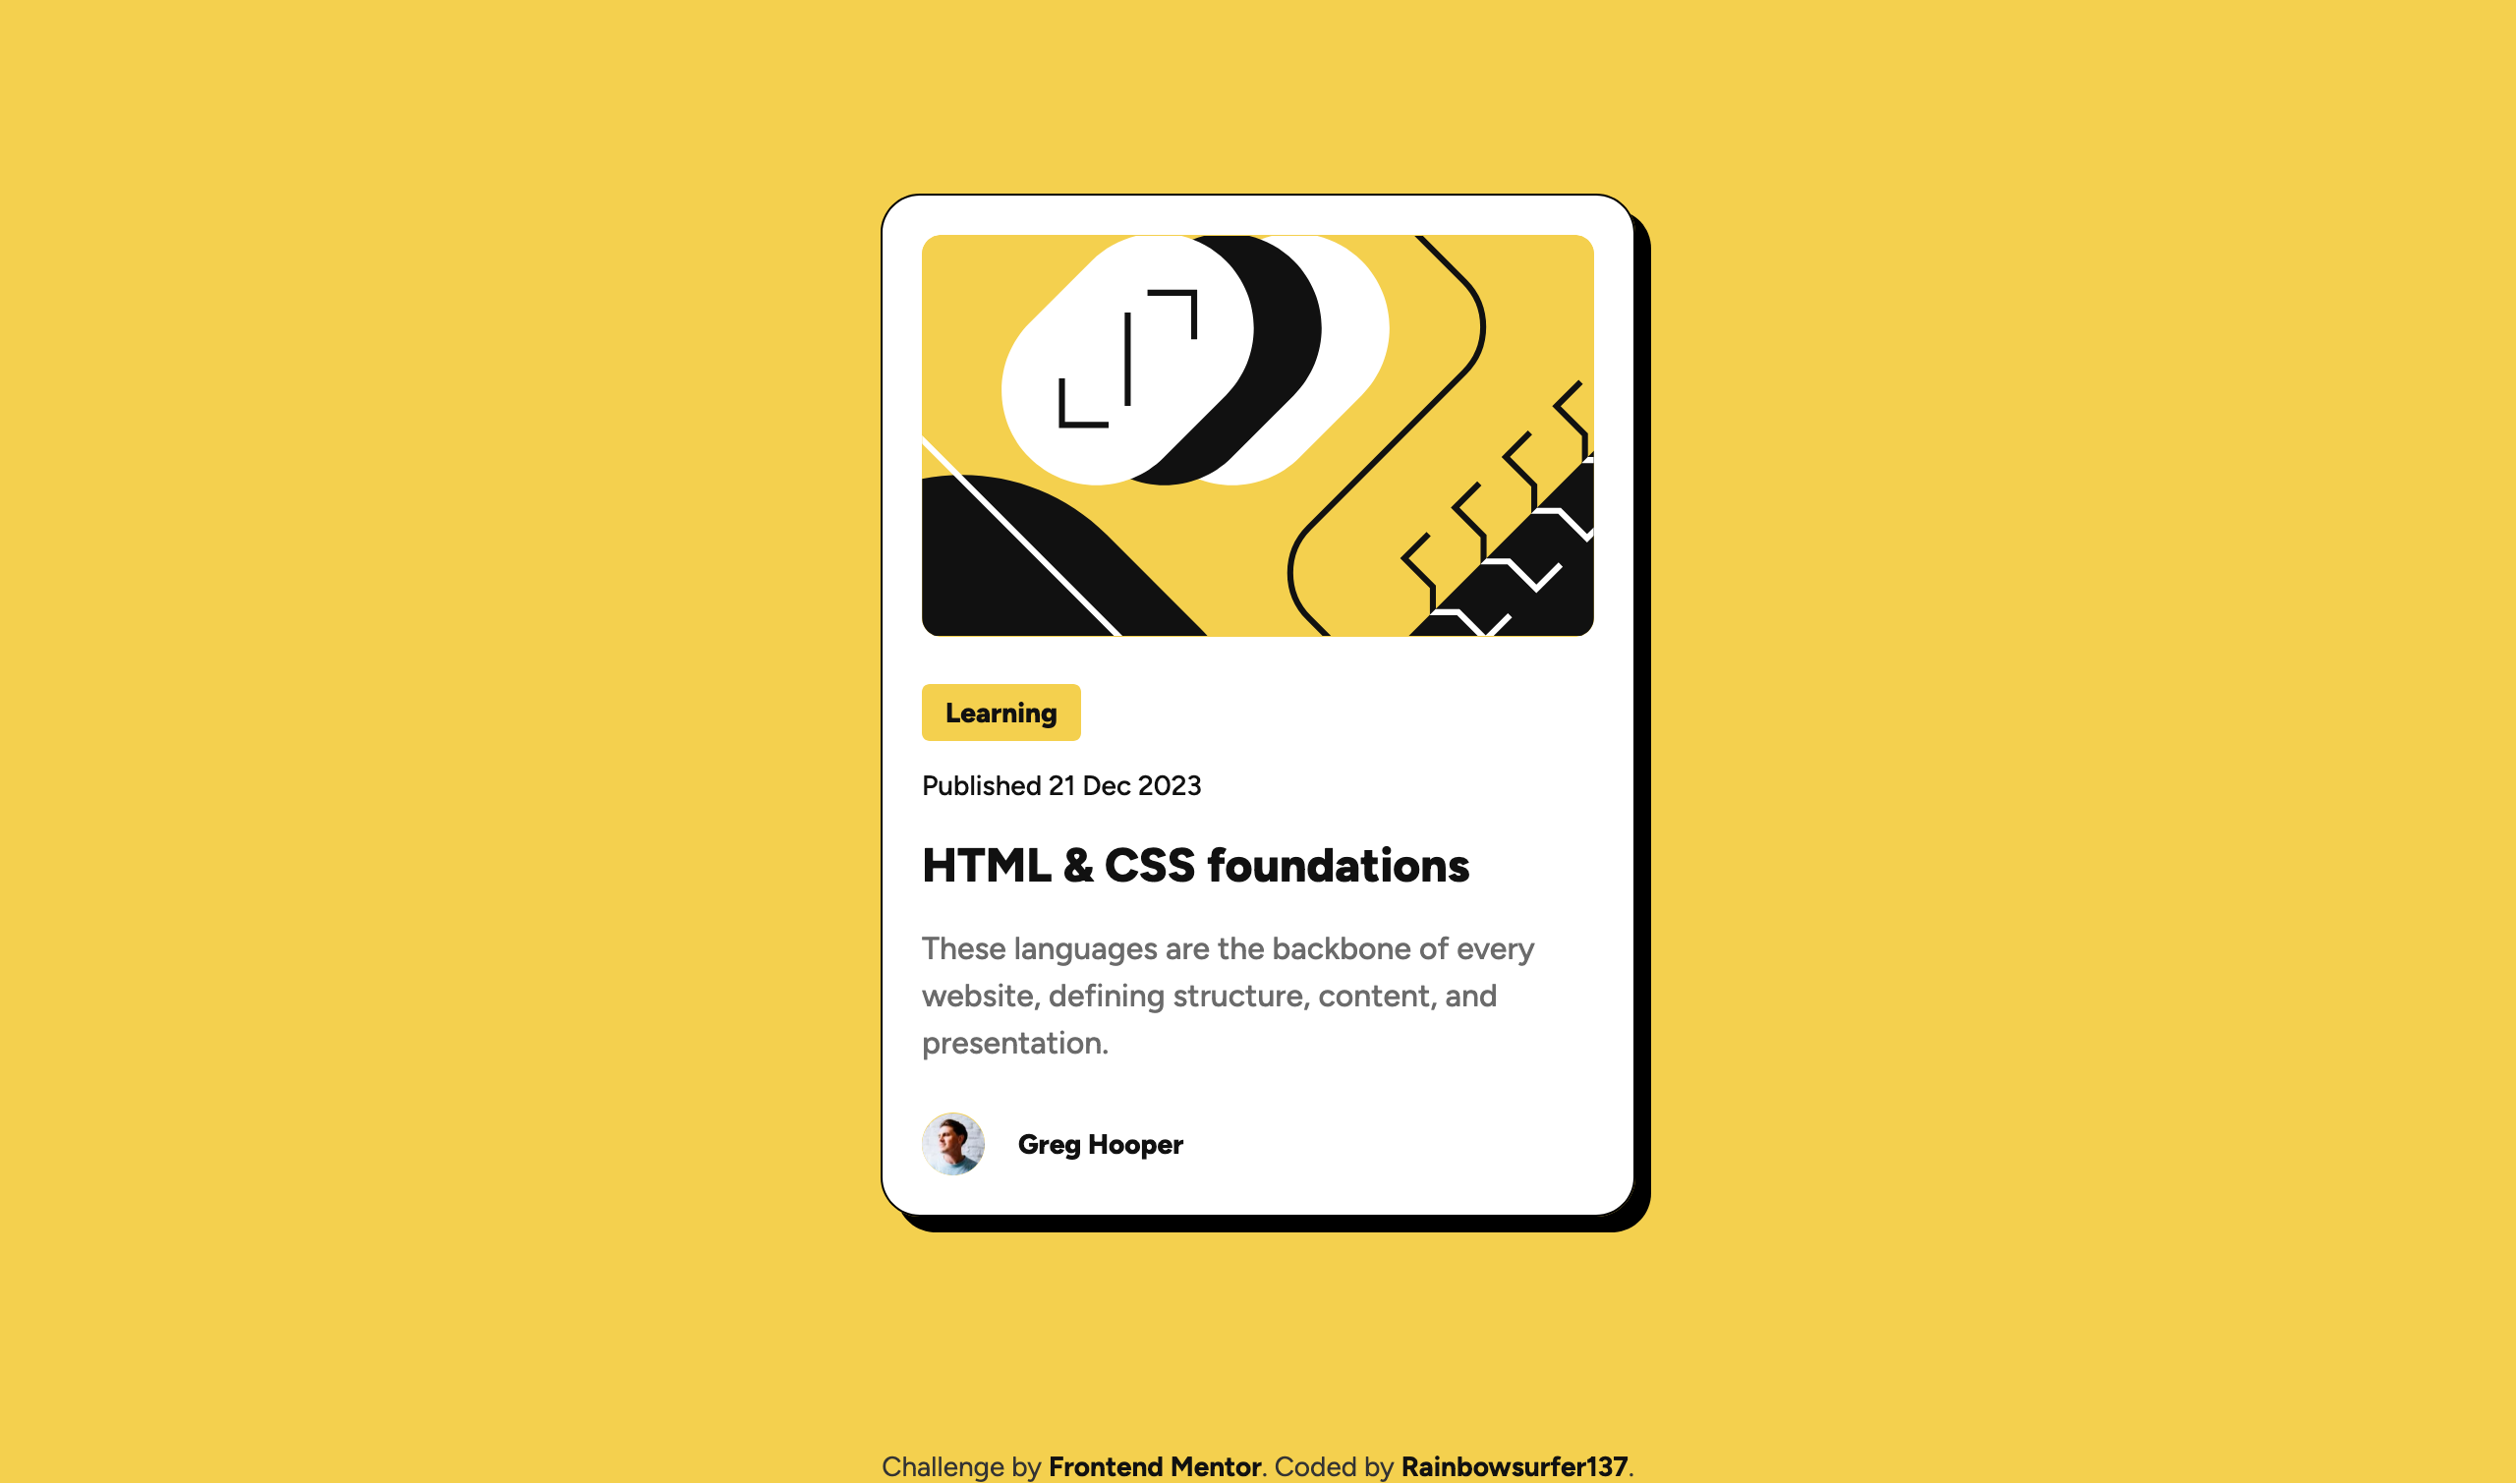 Learning
Published 21 Dec 2023
HTML & CSS foundations
These languages are the backbone of every
website, defining structure, content, and
presentation.
Greg Hooper
Challenge by Frontend Mentor. Coded by Rainbowsurfer137.